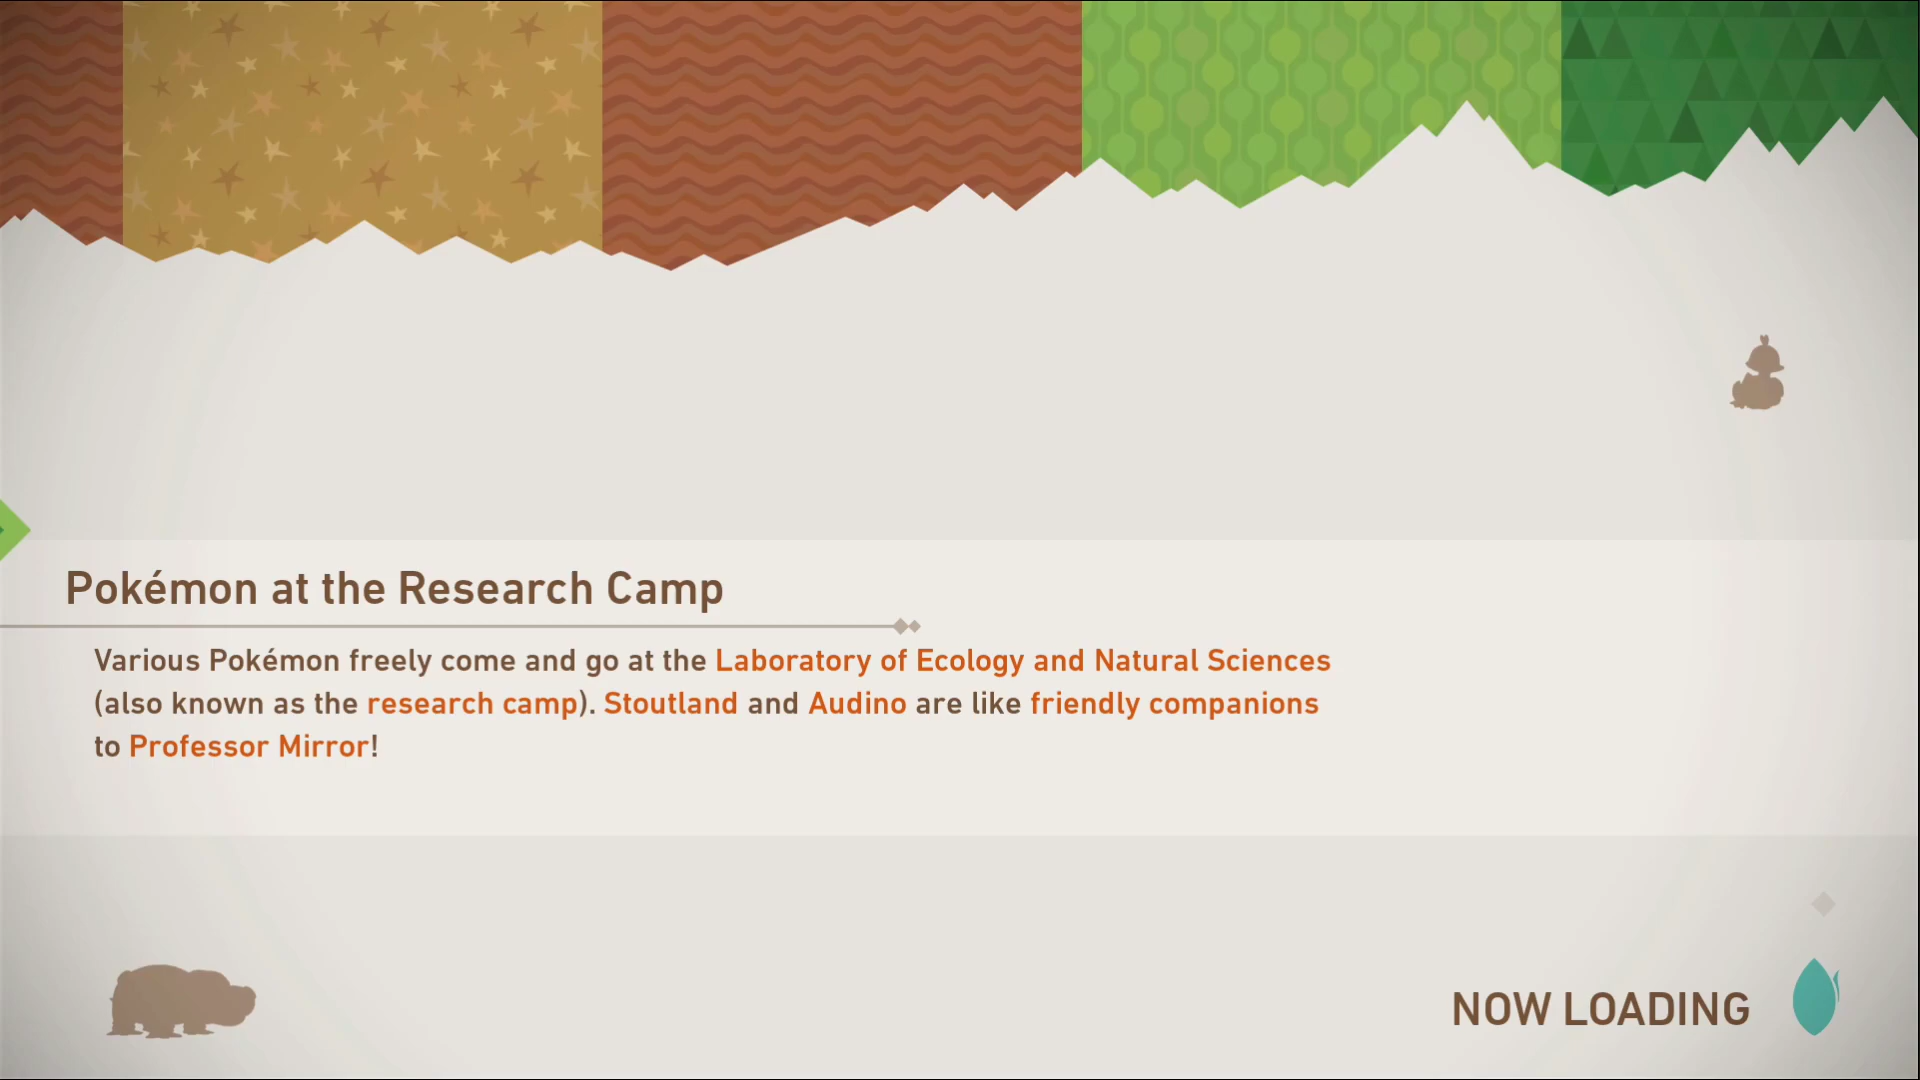 Pokémon at the Research Camp
Various Pokémon freely come and go at the Laboratory of Ecology and Natural Sciences
(also known as the research camp). Stoutland and Audino are like friendly companions
to Professor Mirror!
NOW LOADING